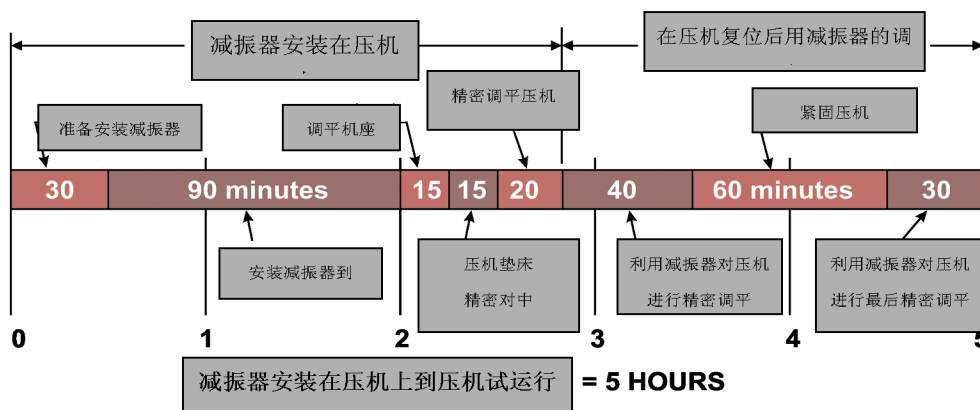 减振器安装在压机
在压机复位后用减振器的调
精密调平压机
准备安装减振器
调平机座
紧固压机
30
90 minutes
15
15
20
40
60 minutes
30
安装减振器到
压机垫床
精密对中
利用减振器对压机
进行精密调平
利用减振器对压机
进行最后精密调平
0
1
2
3
4
5
减振器安装在压机上到压机试运行 = 5 HOURS